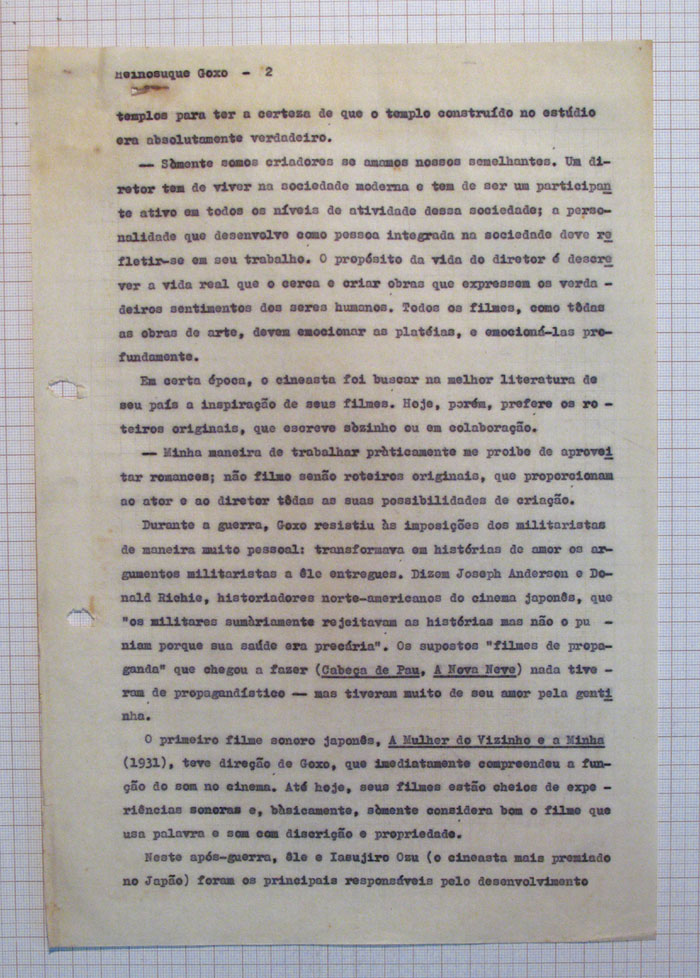 Heinosuque Goxo - 2
templos para ter a certeza de que o templo construído no estúdio
era absolutamente verdadeiro.
— Sòmente somos criadores se amamos nossos semelhantes. Um di-
retor tem de viver na sociedade moderna e tem de ser um participan
te ativo em todos os níveis de atividade dessa sociedade; a perso-
nalidade que desenvolve como pessoa integrada na sociedade deve re
fletir-se em seu trabalho. O propósito da vida do diretor é descre
ver a vida real que o cerca e criar obras que expressem os verda -
deiros sentimentos dos seres humanos. Todos os filmes, como tôdas
as obras de arte, devem emocionar as platéias, e emocioná-las pro-
fundamente.
Em certa época, o cineasta foi buscar na melhor literatura de
seu país a inspiração de seus filmes. Hoje, porém, prefere os ro -
teiros originais, que escreve sòzinho ou em colaboração.
— Minha maneira de trabalhar pràticamente me proibe de aprovei
tar romances; não filmo senão roteiros originais, que proporcionam
ao ator e ao diretor tôdas as suas possibilidades de criação.
Durante a guerra, Goxo resistiu às imposições dos militaristas
de maneira muito pessoal: transformava em histórias de amor os ar-
gumentos militaristas a êle entregues. Dizem Joseph Anderson e Do-
nald Richie, historiadores norte-americanos do cinema japonês, que
"os militares sumàriamente rejeitavam as histórias mas não o pu -
niam porque sua saúde era precária". Os supostos "filmes de propa-
ganda" que chegou a fazer (Cabeça de Pau, A Nova Neve) nada tive -
ram de propagandístico — mas tiveram muito de seu amor pela genti
nha.
O primeiro filme sonoro japonês, A Mulher do Vizinho e a Minha
(1931), teve direção de Goxo, que imediatamente compreendeu a fun-
ção do som no cinema. Até hoje, seus filmes estão cheios de expe -
riências sonoras e, bàsicamente, sòmente considera bom o filme que
usa palavra e som com discrição e propriedade.
Neste após-guerra, êle e Iasujiro Ozu (o cineasta mais premiado
no Japão) foram os principais responsáveis pelo desenvolvimento